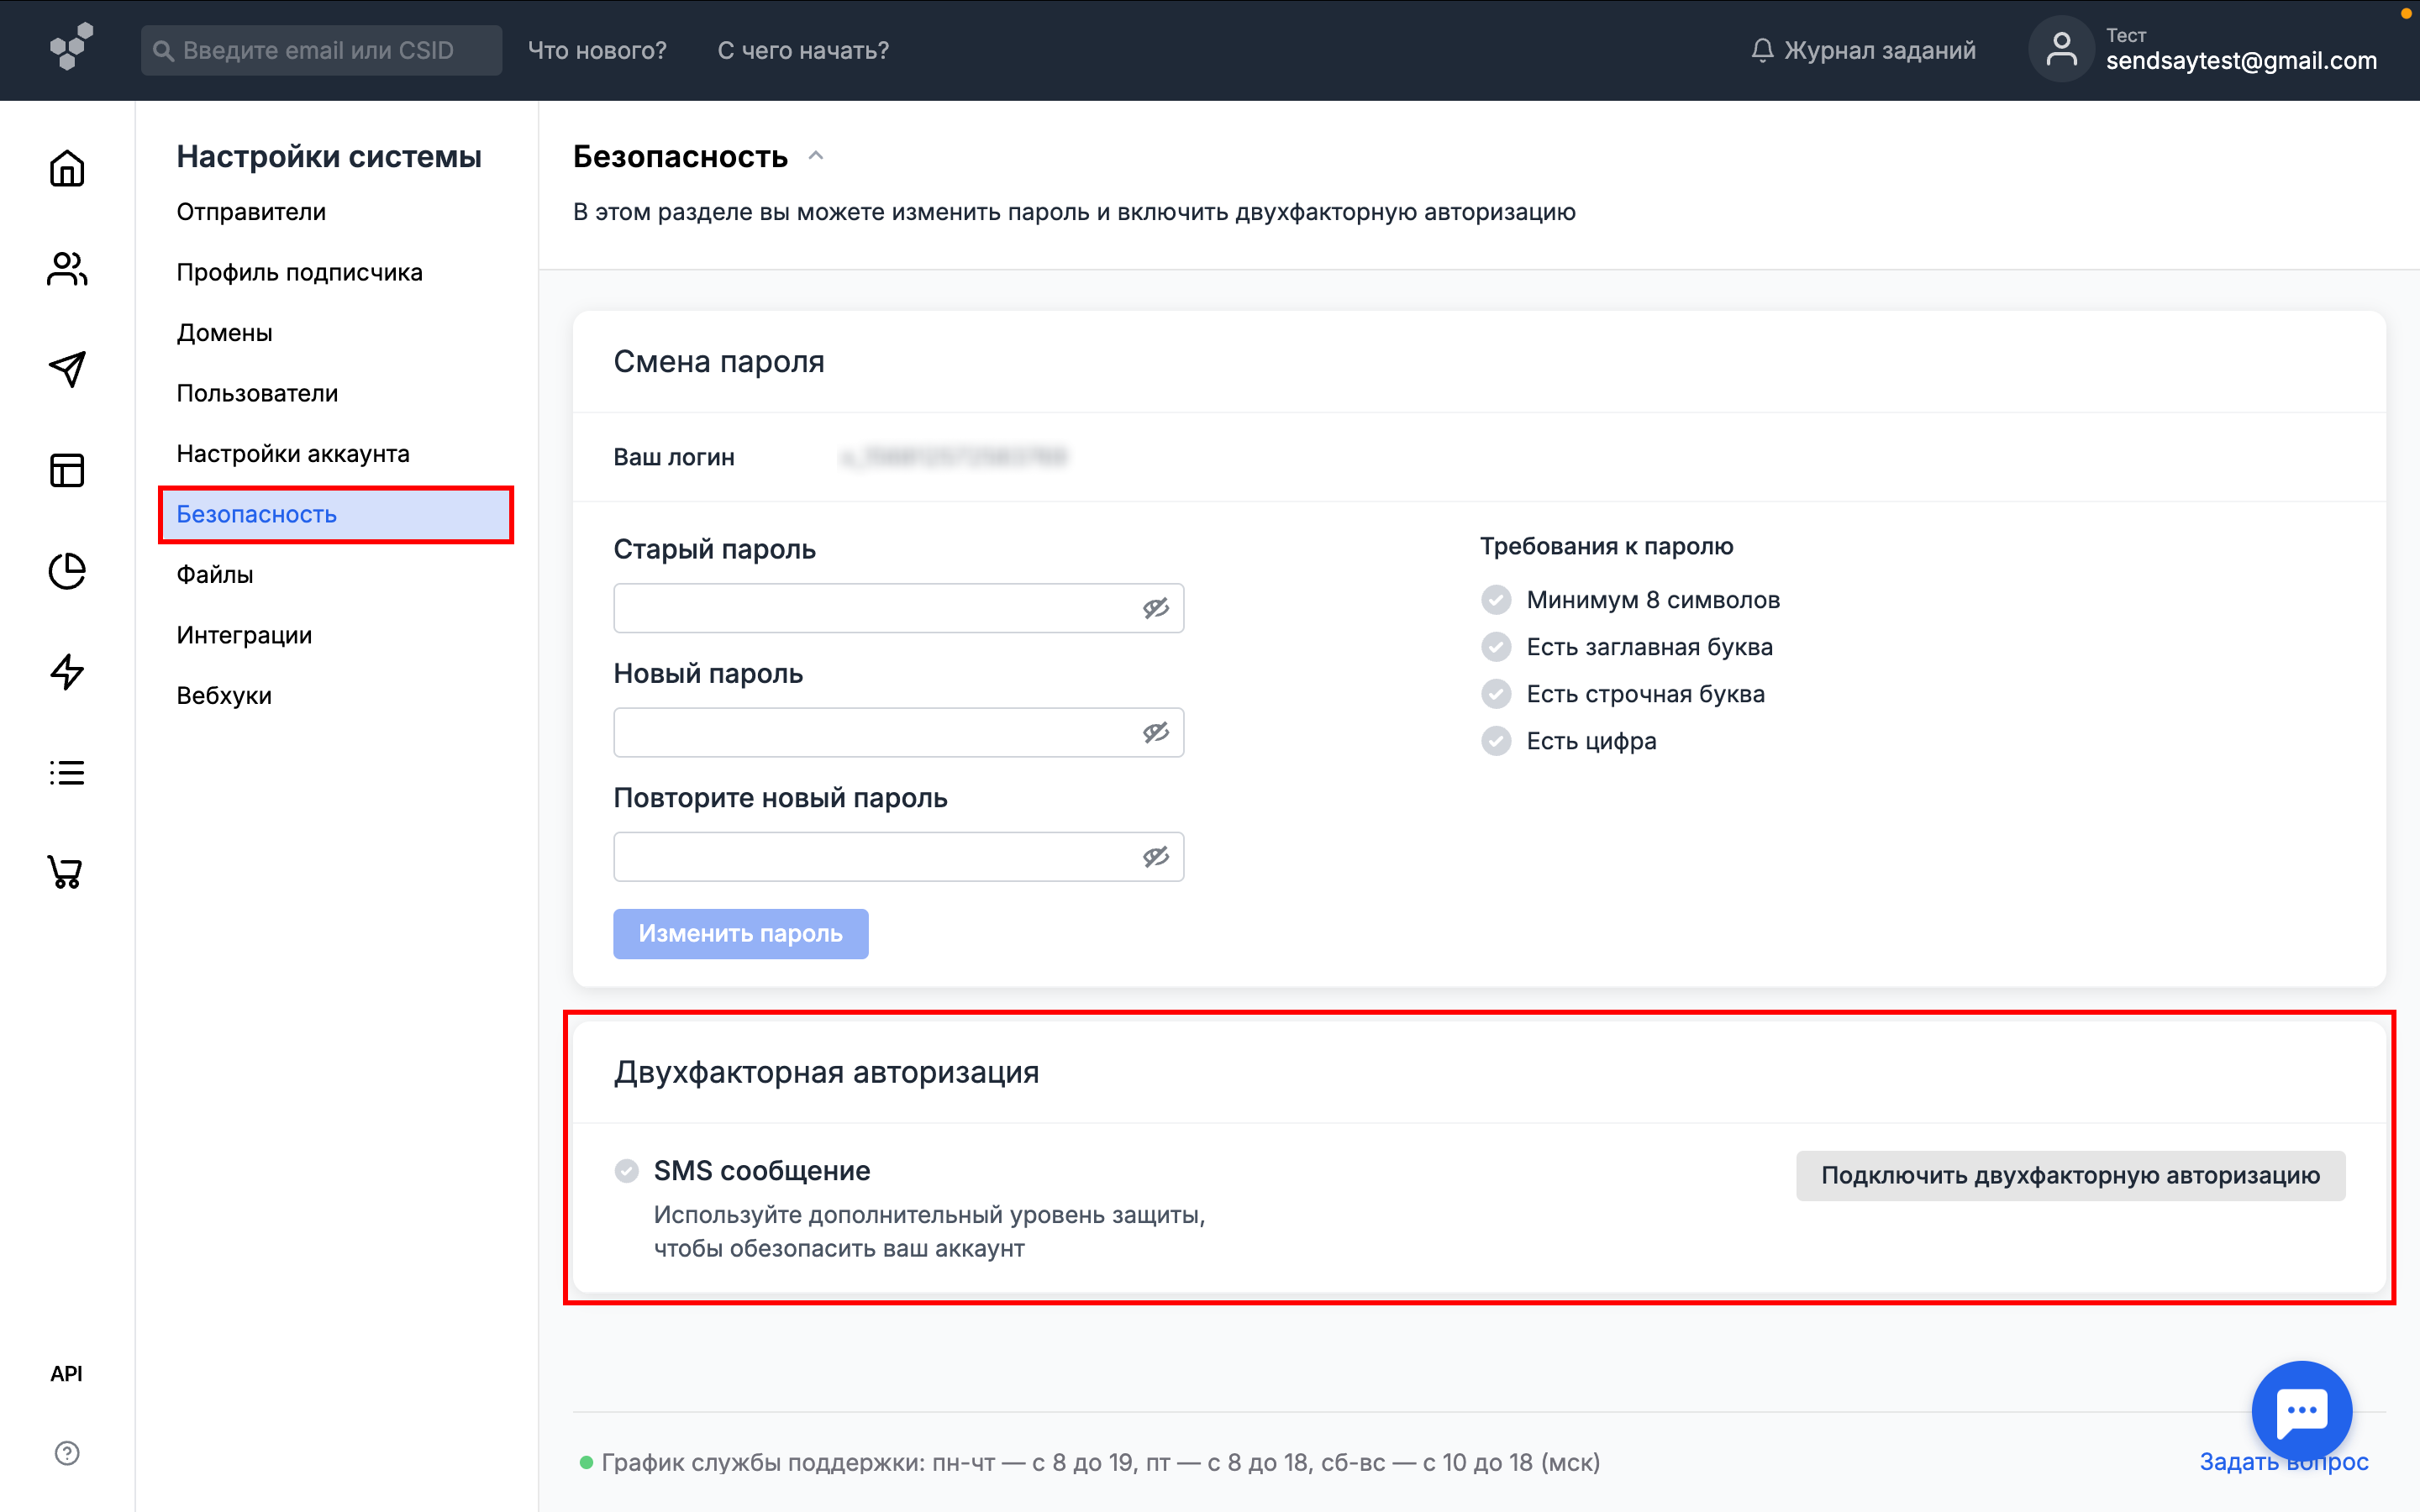 Введите email или CSID
Что нового?
С чего начать?
Журнал заданий
Тест
sendsaytest@gmail.com
Настройки системы
Отправители
Профиль подписчика
Домены
Пользователи
Настройки аккаунта
Безопасность
Файлы
Интеграции
Вебхуки
API
Безопасность
В этом разделе вы можете изменить пароль и включить двухфакторную авторизацию
Смена пароля
Ваш логин
Старый пароль
Новый пароль
Повторите новый пароль
Изменить пароль
Требования к паролю
Минимум 8 символов
Есть заглавная буква
Есть строчная буква
Есть цифра
Двухфакторная авторизация
SMS сообщение
Используйте дополнительный уровень защиты,
чтобы обезопасить ваш аккаунт
Подключить двухфакторную авторизацию
График службы поддержки: пн-чт — с 8 до 19, пт — с 8 до 18, сб-вс — с 10 до 18 (мск)
Задать вопрос